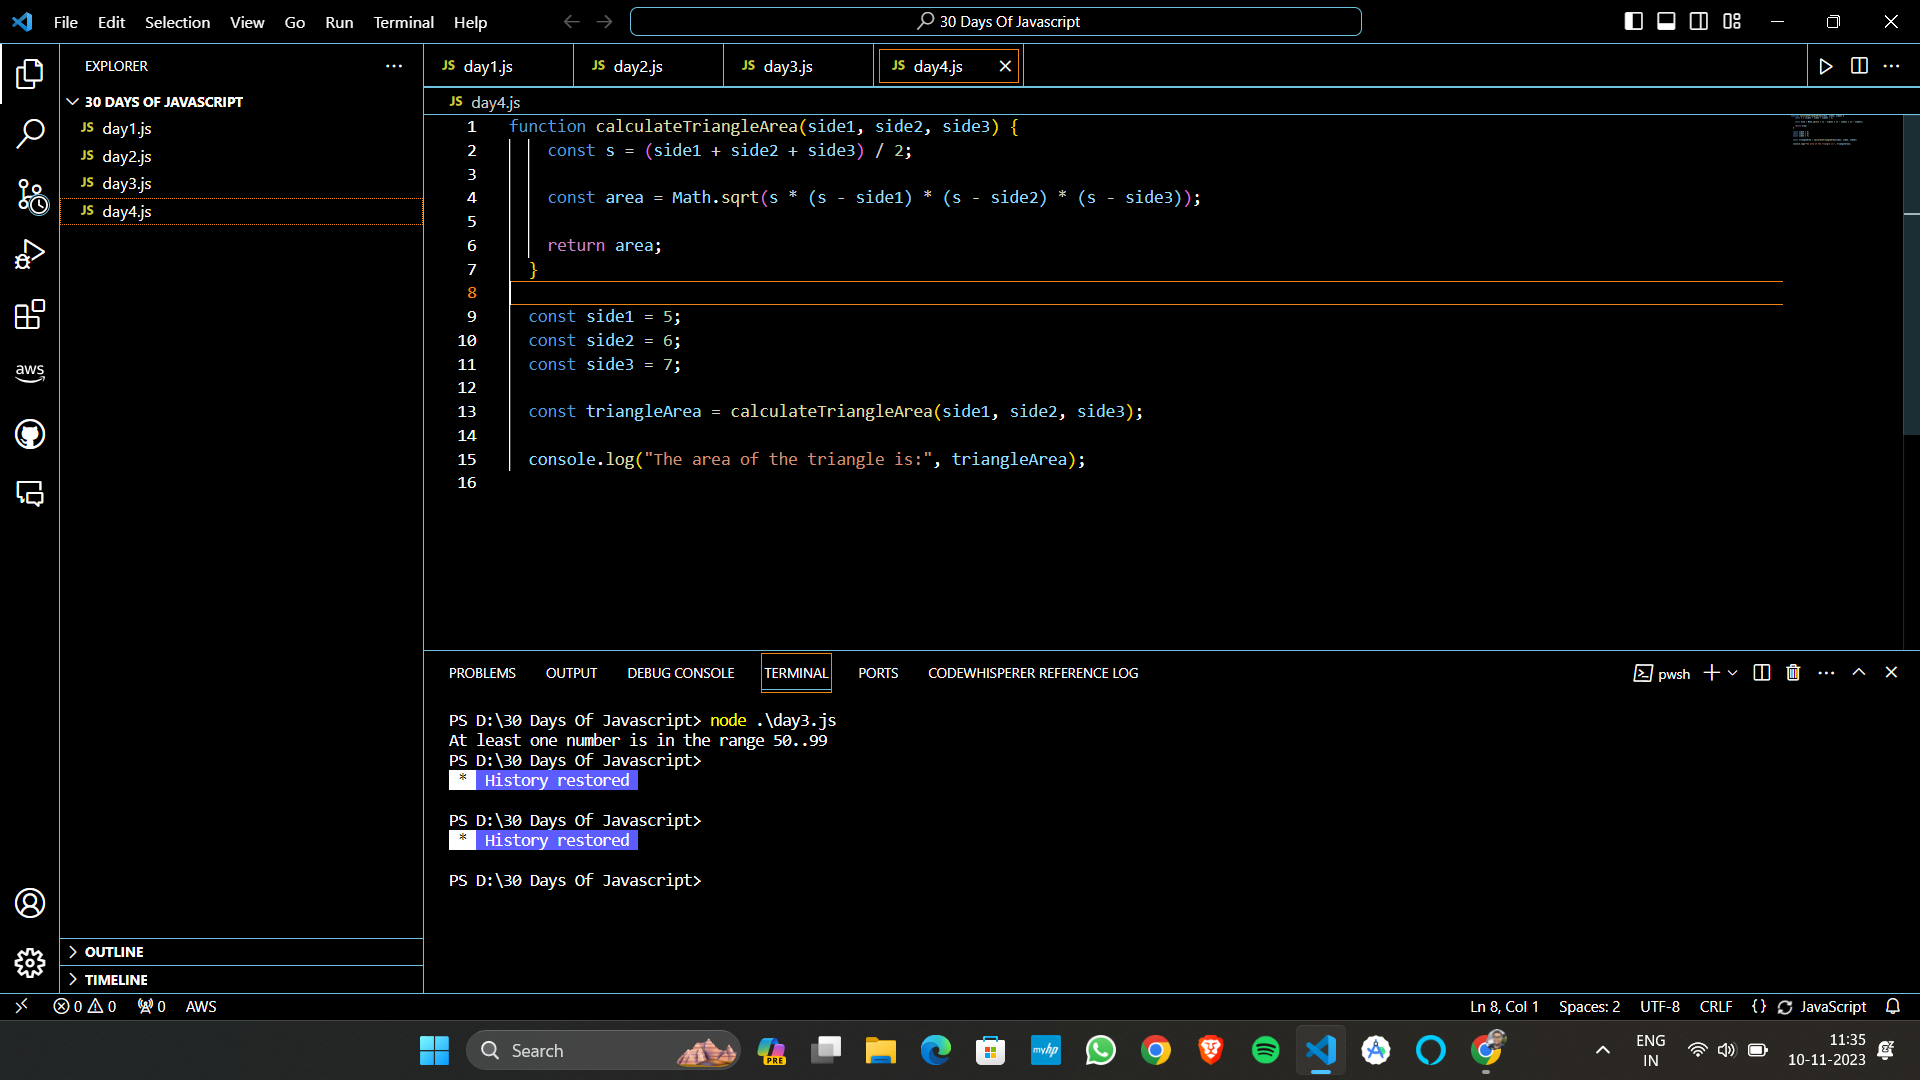 File Edit Selection View Go Run Terminal Help
30 Days Of Javascript
EXPLORER
30 DAYS OF JAVASCRIPT
JS day1.js
JS day2.js
JS day3.js
JS day4.js
OUTLINE
TIMELINE
aws
JS day1.js JS day2.js JS day3.js JS day4.js
JS day4.js
1 function calculateTriangleArea(side1, side2, side3) {
2 const s = (side1 + side2 + side3) / 2;
3
4 const area = Math.sqrt(s * (s - side1) * (s - side2) * (s - side3));
5
6 return area;
7 }
8
9 const side1 = 5;
10 const side2 = 6;
11 const side3 = 7;
12
13 const triangleArea = calculateTriangleArea(side1, side2, side3);
14
15 console.log("The area of the triangle is:", triangleArea);
16
PROBLEMS OUTPUT DEBUG CONSOLE TERMINAL PORTS CODEWHISPERER REFERENCE LOG
pwsh
PS D:\30 Days Of Javascript> node .\day3.js
At least one number is in the range 50..99
PS D:\30 Days Of Javascript>
* History restored
PS D:\30 Days Of Javascript>
* History restored
PS D:\30 Days Of Javascript>
0 0 0 AWS
Ln 8, Col 1 Spaces: 2 UTF-8 CRLF {} JavaScript
Search
PRE
myhp
ENG
IN
11:35
10-11-2023